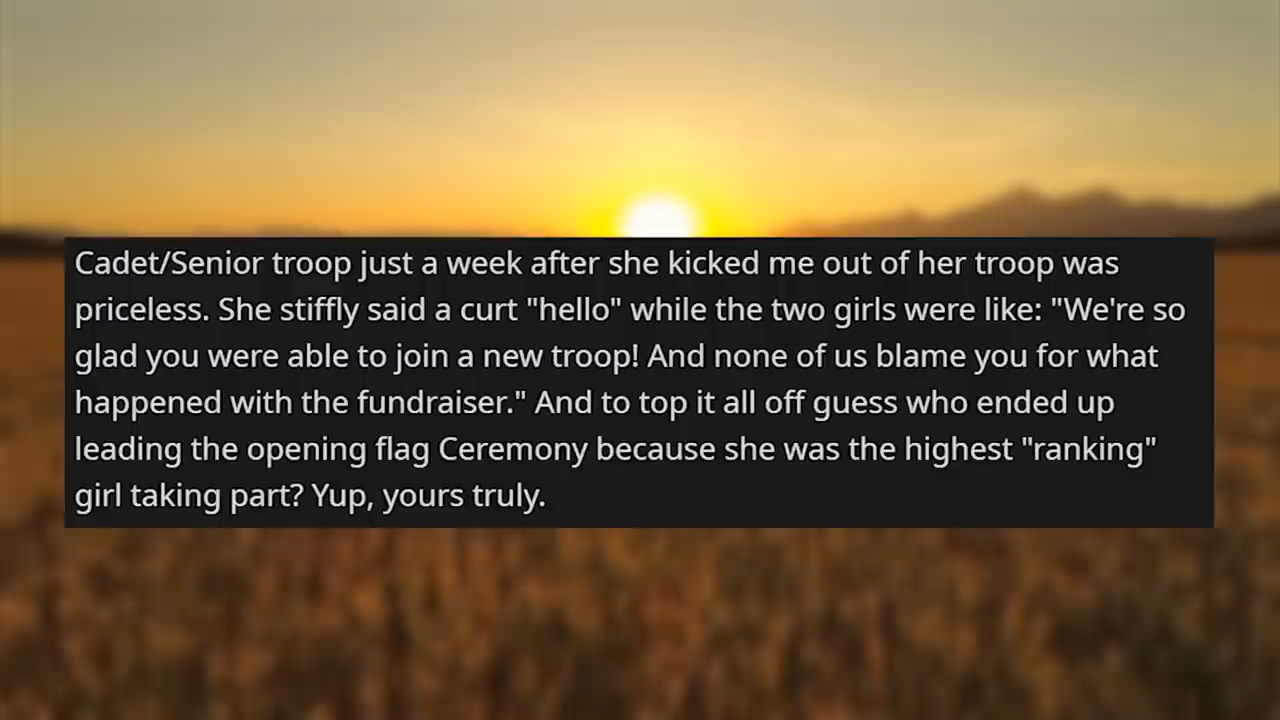 Cadet/Senior troop just a week after she kicked me out of her troop was
priceless. She stiffly said a curt "hello" while the two girls were like: "We're so
glad you were able to join a new troop! And none of us blame you for what
happened with the fundraiser." And to top it all off guess who ended up
leading the opening flag Ceremony because she was the highest "ranking"
girl taking part? Yup, yours truly.